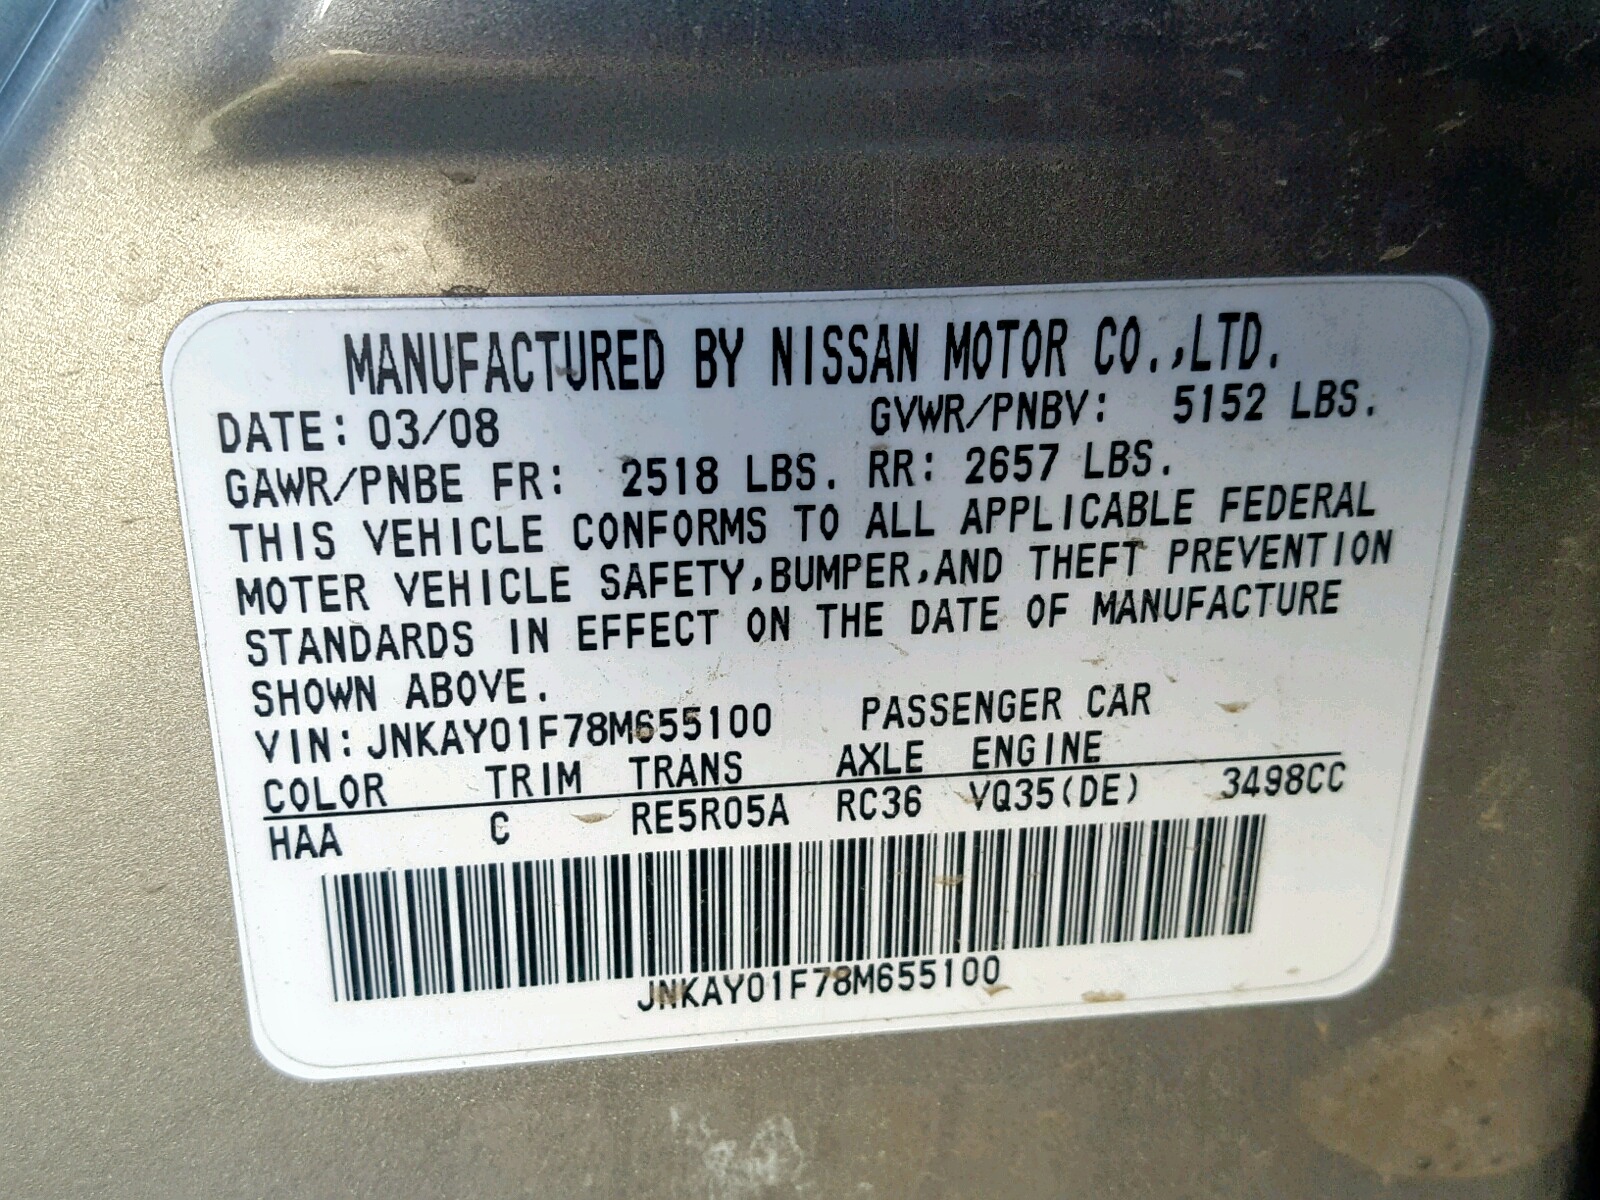 MANUFACTURED BY NISSAN MOTOR CO.,LTD.
DATE: 03/08 GVWR/PNBV: 5152 LBS.
GAWR/PNBE FR: 2518 LBS. RR: 2657 LBS.
THIS VEHICLE CONFORMS TO ALL APPLICABLE FEDERAL
MOTER VEHICLE SAFETY,BUMPER,AND THEFT PREVENTION
STANDARDS IN EFFECT ON THE DATE OF MANUFACTURE
SHOWN ABOVE.
VIN: JNKAY01F78M655100 PASSENGER CAR
COLOR TRIM TRANS AXLE ENGINE
HAA C RE5R05A RC36 VQ35(DE) 3498CC
JNKAY01F78M655100